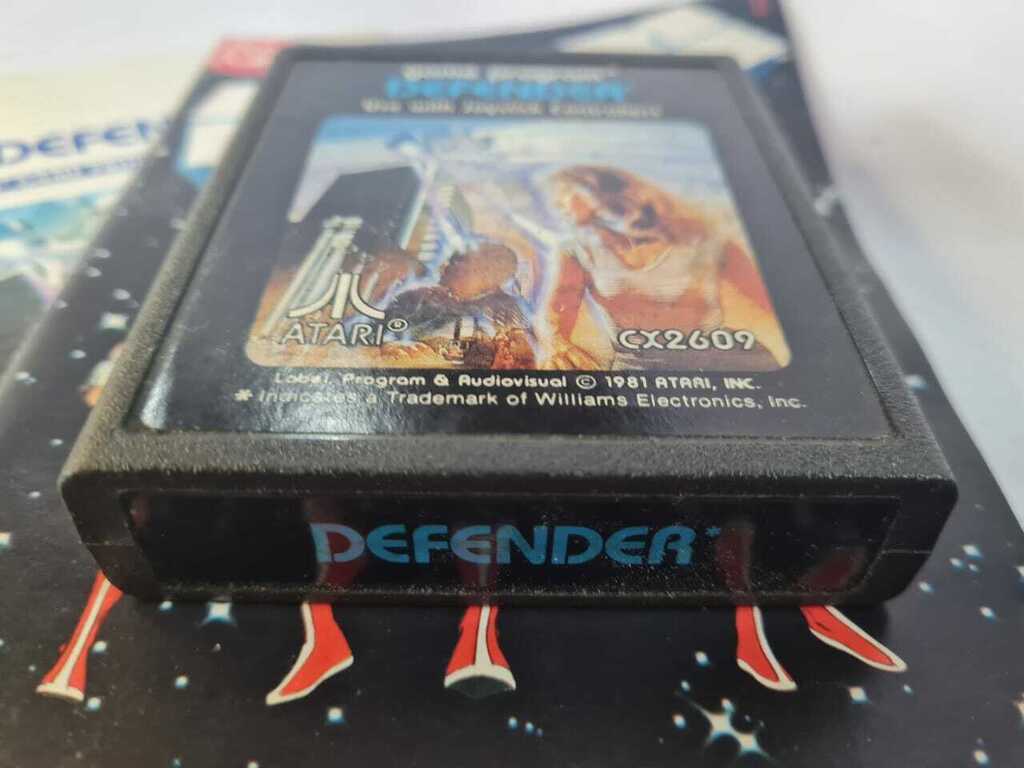 DEFEN
game program™
DEFENDER*
Use with Joystick Controllers
ATARI®
CX2609
Label, Program & Audiovisual © 1981 ATARI, INC.
* Indicates a Trademark of Williams Electronics, Inc.
DEFENDER*